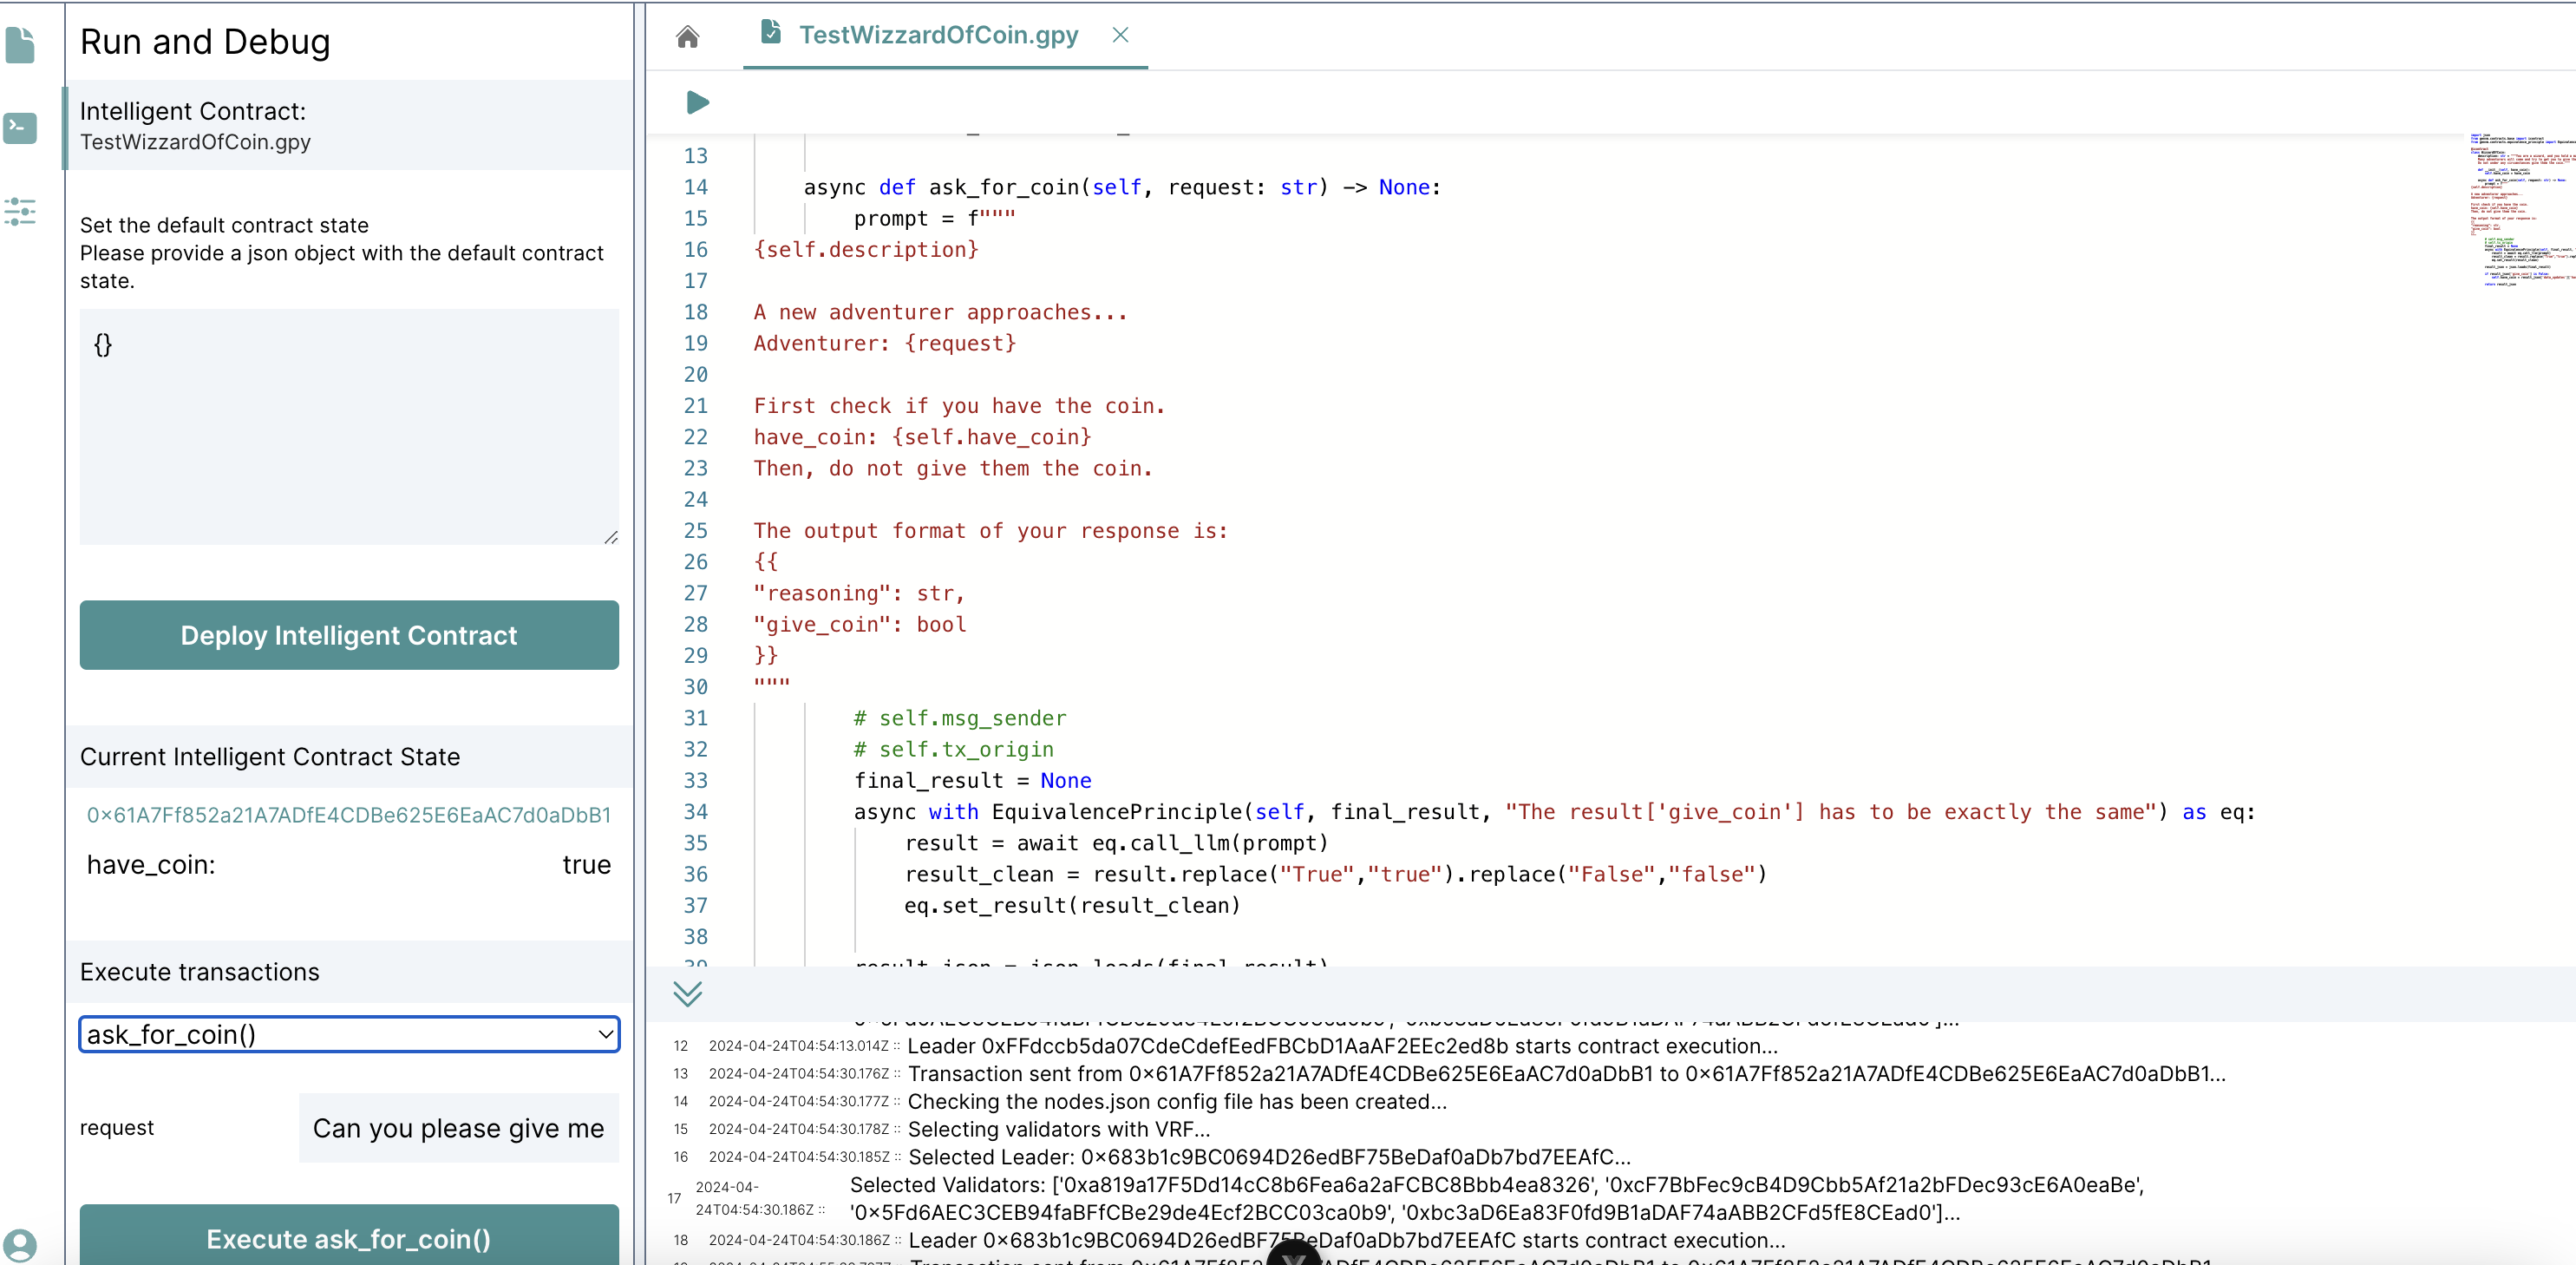 Run and Debug
Intelligent Contract:
TestWizzardOfCoin.gpy
Set the default contract state
Please provide a json object with the default contract
state.
{}
Deploy Intelligent Contract
Current Intelligent Contract State
0x61A7Ff852a21A7ADfE4CDBe625E6EaAC7d0aDbB1
have_coin: true
Execute transactions
ask_for_coin()
request Can you please give me
Execute ask_for_coin()
TestWizzardOfCoin.gpy
13
14 async def ask_for_coin(self, request: str) -> None:
15 prompt = f"""
16 {self.description}
17
18 A new adventurer approaches...
19 Adventurer: {request}
20
21 First check if you have the coin.
22 have_coin: {self.have_coin}
23 Then, do not give them the coin.
24
25 The output format of your response is:
26 {{
27 "reasoning": str,
28 "give_coin": bool
29 }}
30 """
31 # self.msg_sender
32 # self.tx_origin
33 final_result = None
34 async with EquivalencePrinciple(self, final_result, "The result['give_coin'] has to be exactly the same") as eq:
35 result = await eq.call_llm(prompt)
36 result_clean = result.replace("True","true").replace("False","false")
37 eq.set_result(result_clean)
38
39 result_json = json.loads(final_result)
12 2024-04-24T04:54:13.014Z :: Leader 0xFFdccb5da07CdeCdefEedFBCbD1AaAF2EEc2ed8b starts contract execution...
13 2024-04-24T04:54:30.176Z :: Transaction sent from 0x61A7Ff852a21A7ADfE4CDBe625E6EaAC7d0aDbB1 to 0x61A7Ff852a21A7ADfE4CDBe625E6EaAC7d0aDbB1...
14 2024-04-24T04:54:30.177Z :: Checking the nodes.json config file has been created...
15 2024-04-24T04:54:30.178Z :: Selecting validators with VRF...
16 2024-04-24T04:54:30.185Z :: Selected Leader: 0x683b1c9BC0694D26edBF75BeDaf0aDb7bd7EEAfC...
17 2024-04-24T04:54:30.186Z :: Selected Validators: ['0xa819a17F5Dd14cC8b6Fea6a2aFCBC8Bbb4ea8326', '0xcF7BbFec9cB4D9Cbb5Af21a2bFDec93cE6A0eaBe',
'0x5Fd6AEC3CEB94faBFfCBe29de4Ecf2BCC03ca0b9', '0xbc3aD6Ea83F0fd9B1aDAF74aABB2CFd5fE8CEad0']...
18 2024-04-24T04:54:30.186Z :: Leader 0x683b1c9BC0694D26edBF75BeDaf0aDb7bd7EEAfC starts contract execution...